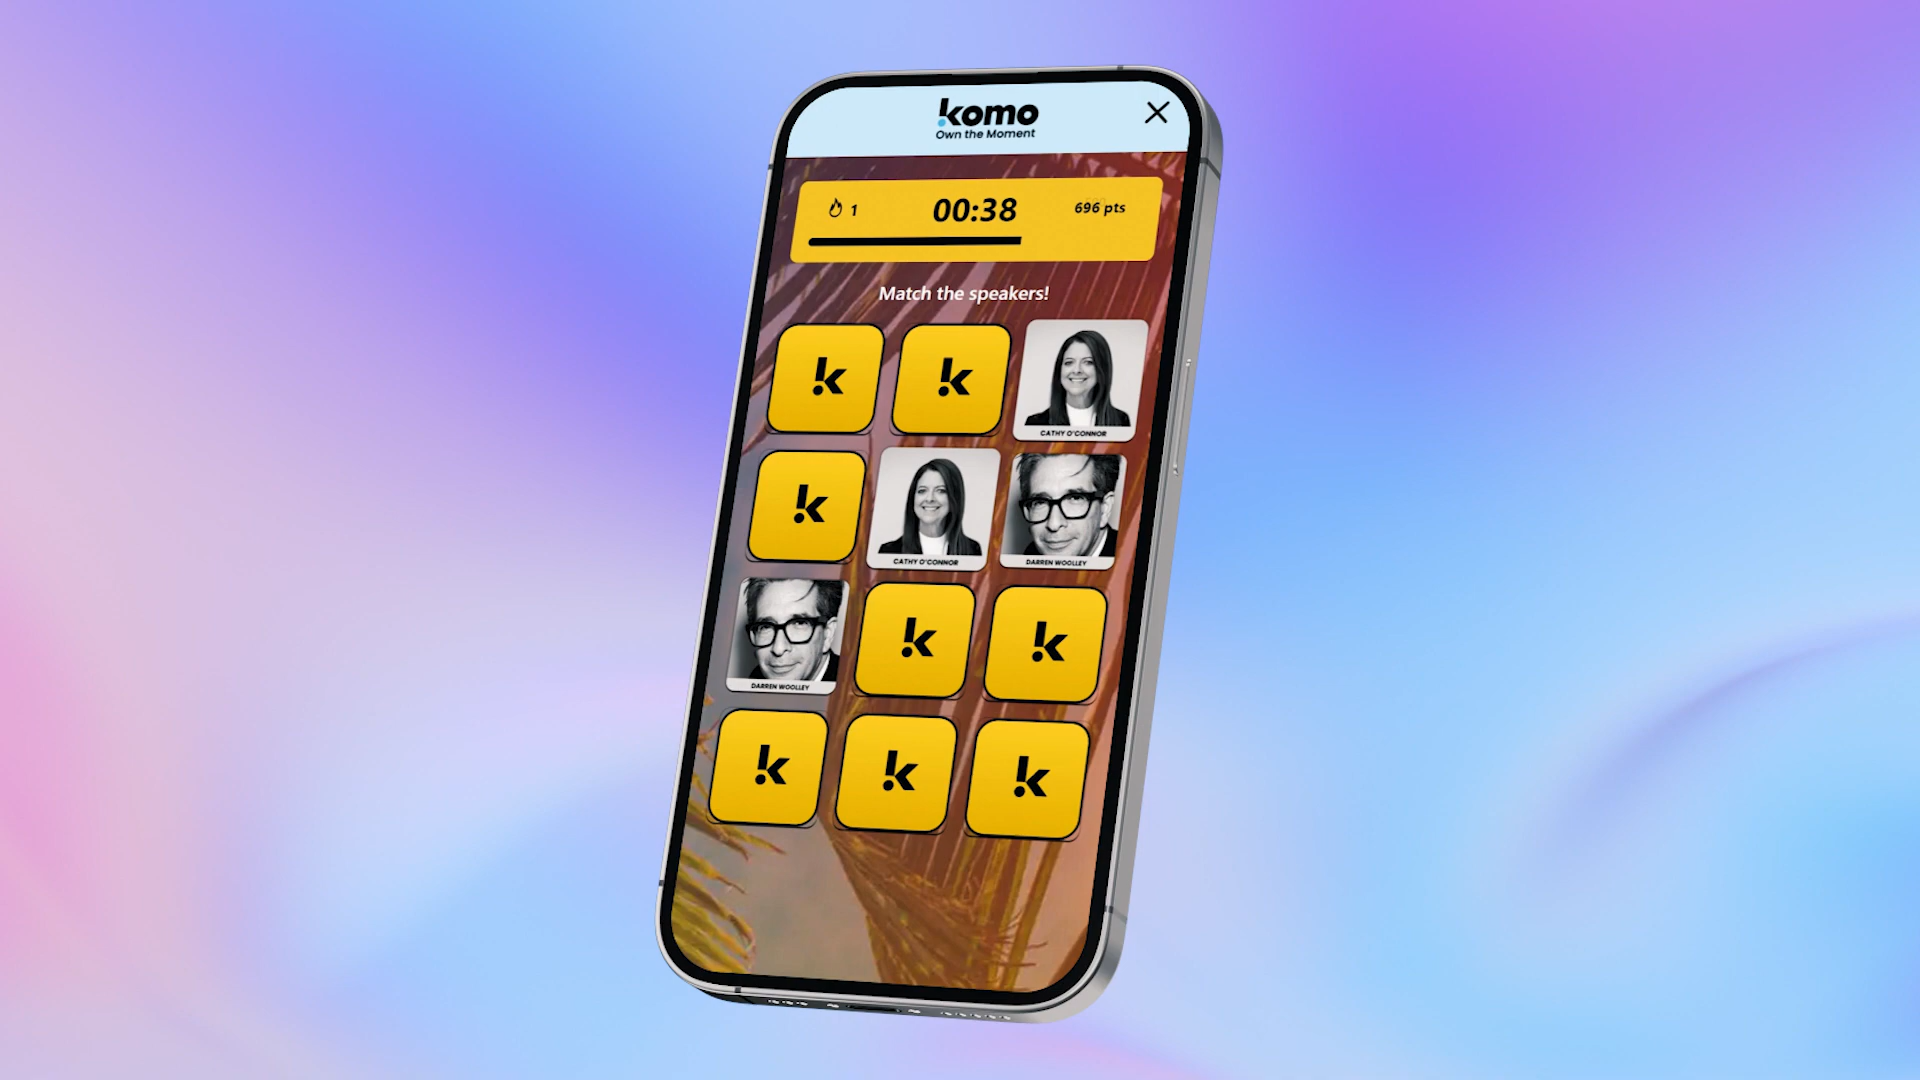 komo
Own the Moment
1
00:38
696 pts
Match the speakers!
CATHY O'CONNOR
CATHY O'CONNOR
DARREN WOOLLEY
DARREN WOOLLEY